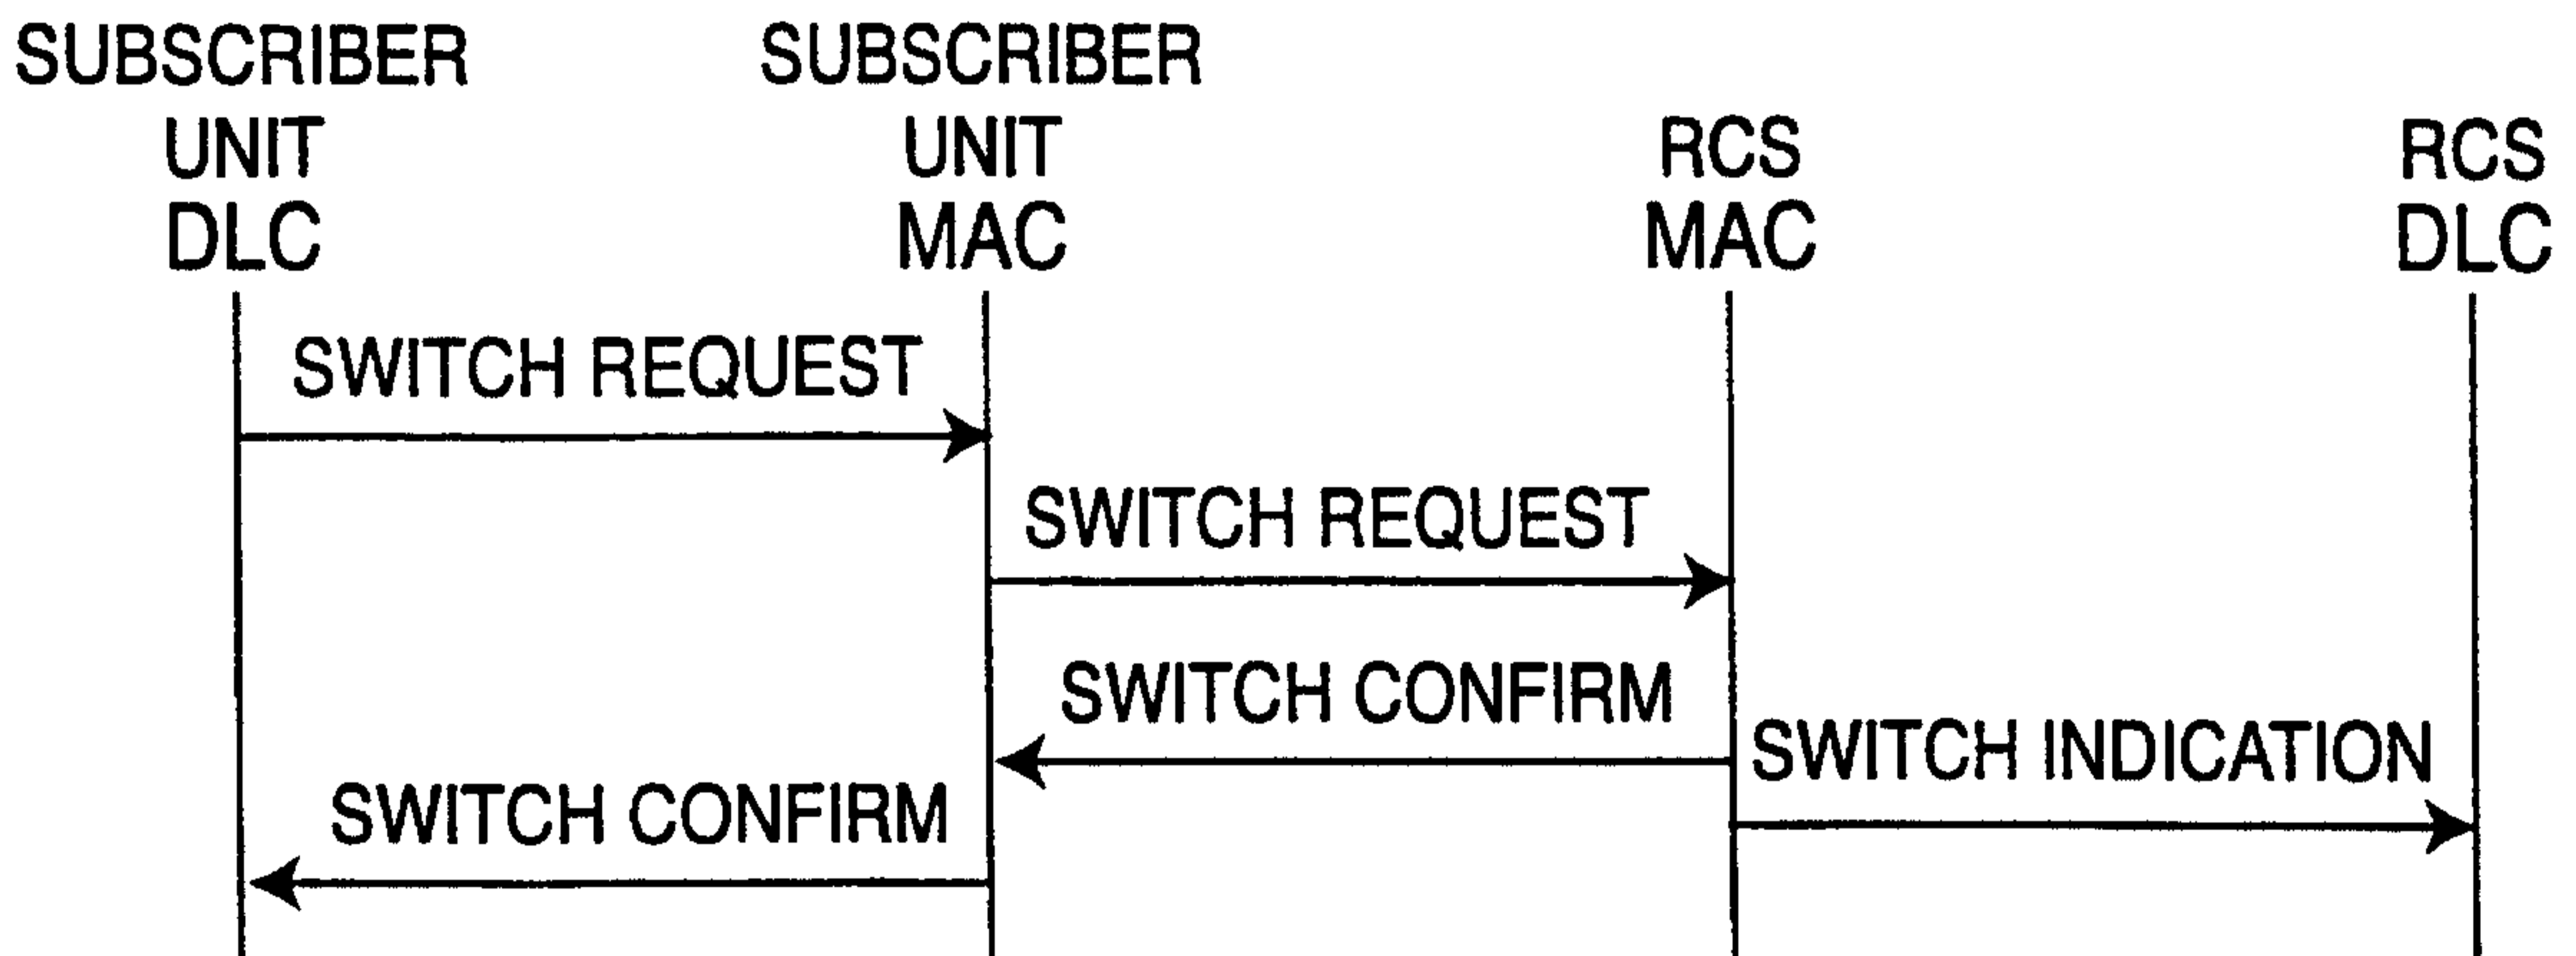 SUBSCRIBER
UNIT
DLC
SUBSCRIBER
UNIT
MAC
RCS
MAC
RCS
DLC
SWITCH REQUEST
SWITCH REQUEST
SWITCH CONFIRM
SWITCH INDICATION
SWITCH CONFIRM